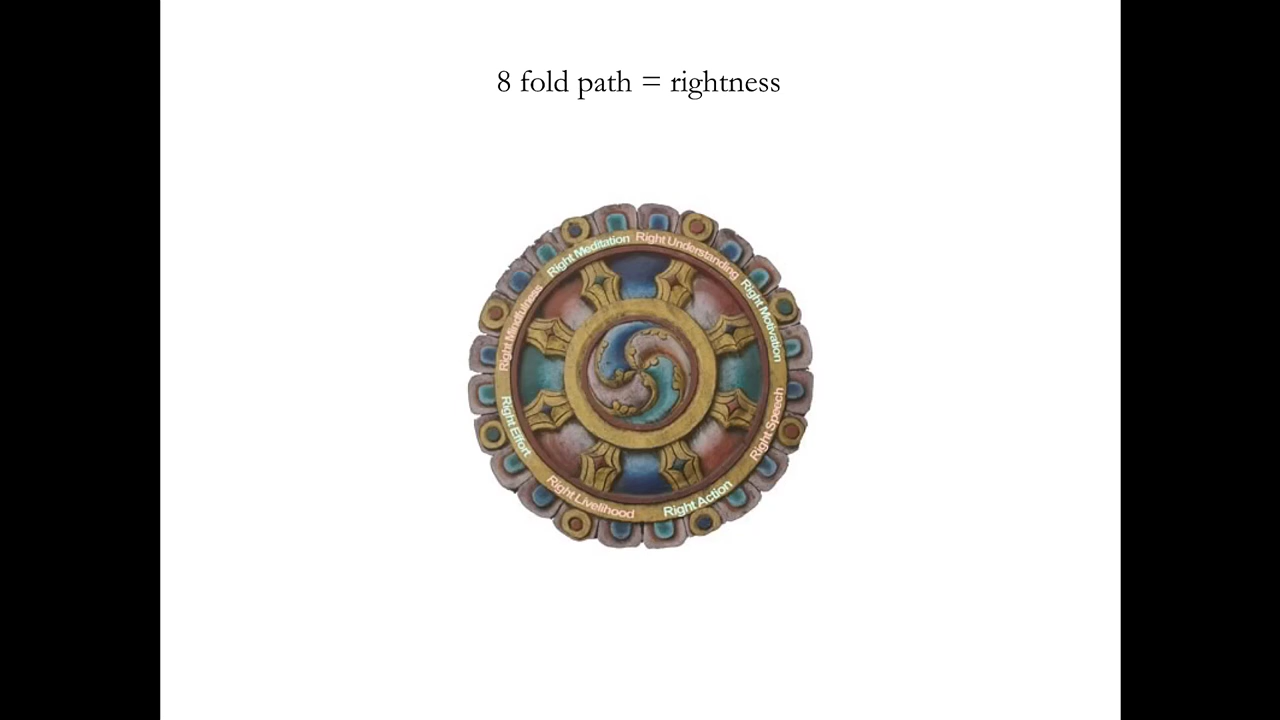 8 fold path = rightness
Right Understanding
Right Motivation
Right Speech
Right Action
Right Livelihood
Right Effort
Right Mindfulness
Right Meditation